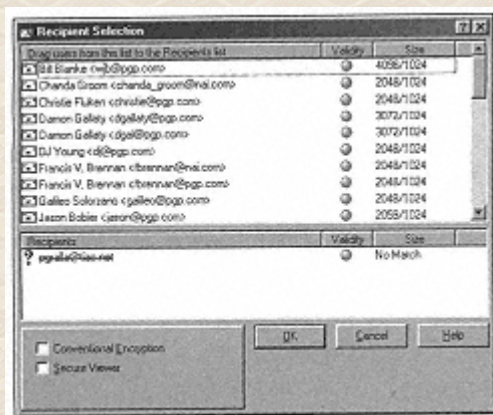 Recipient Selection
Drag users from this list to the Recipients list Validity Size
Bill Blanke <wjb@pgp.com> 4096/1024
Chanda Groom <chanda_groom@nai.com> 2048/1024
Christie Fluken <christie@pgp.com> 2048/1024
Damon Gallaty <dgallaty@pgp.com> 3072/1024
Damon Gallaty <dgal@pgp.com> 3072/1024
DJ Young <dj@pgp.com> 2048/1024
Francis V. Brennan <fbrennan@nai.com> 2048/1024
Francis V. Brennan <fbrennan@pgp.com> 2048/1024
Galileo Solorzano <galileo@pgp.com> 2048/1024
Jason Bobier <jason@pgp.com> 2059/1024
Recipients Validity Size
No Match
Conventional Encryption
Secure Viewer
OK Cancel Help